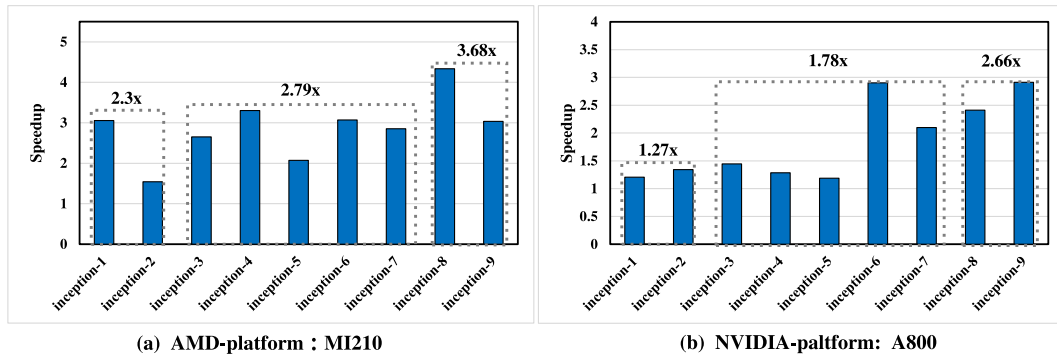 5
4
3
2
1
0
Speedup
2.3x
2.79x
3.68x
inception-1
inception-2
inception-3
inception-4
inception-5
inception-6
inception-7
inception-8
inception-9
(a) AMD-platform：MI210
4
3.5
3
2.5
2
1.5
1
0.5
0
Speedup
1.27x
1.78x
2.66x
inception-1
inception-2
inception-3
inception-4
inception-5
inception-6
inception-7
inception-8
inception-9
(b) NVIDIA-paltform: A800